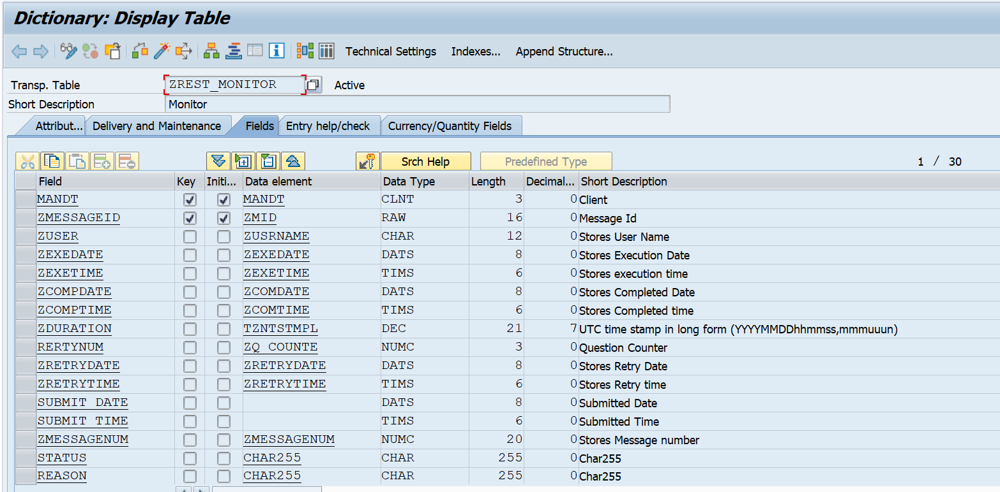 Dictionary: Display Table
Technical Settings Indexes... Append Structure...
Transp. Table ZREST_MONITOR Active
Short Description Monitor
Attribut... Delivery and Maintenance Fields Entry help/check Currency/Quantity Fields
Srch Help Predefined Type 1 / 30
Field Key Initi... Data element Data Type Length Decimal... Short Description
MANDT MANDT CLNT 3 0 Client
ZMESSAGEID ZMID RAW 16 0 Message Id
ZUSER ZUSRNAME CHAR 12 0 Stores User Name
ZEXEDATE ZEXEDATE DATS 8 0 Stores Execution Date
ZEXETIME ZEXETIME TIMS 6 0 Stores execution time
ZCOMPDATE ZCOMDATE DATS 8 0 Stores Completed Date
ZCOMPTIME ZCOMTIME TIMS 6 0 Stores Completed time
ZDURATION TZNTSTMPL DEC 21 7 UTC time stamp in long form (YYYYMMDDhhmmss,mmmuuun)
RERTYNUM ZQ_COUNTE NUMC 3 0 Question Counter
ZRETRYDATE ZRETRYDATE DATS 8 0 Stores Retry Date
ZRETRYTIME ZRETRYTIME TIMS 6 0 Stores Retry time
SUBMIT_DATE DATS 8 0 Submitted Date
SUBMIT_TIME TIMS 6 0 Submitted Time
ZMESSAGENUM ZMESSAGENUM NUMC 20 0 Stores Message number
STATUS CHAR255 CHAR 255 0 Char255
REASON CHAR255 CHAR 255 0 Char255